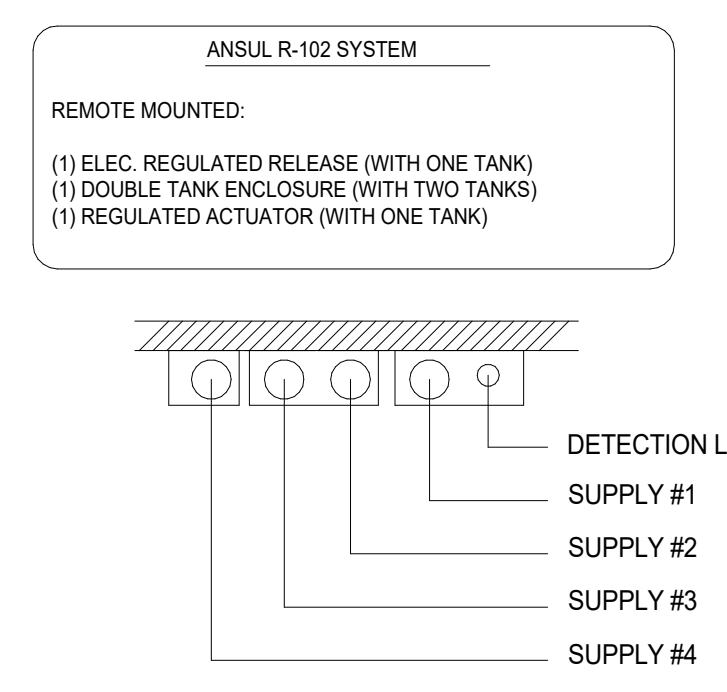 ANSUL R-102 SYSTEM
REMOTE MOUNTED:
(1) ELEC. REGULATED RELEASE (WITH ONE TANK)
(1) DOUBLE TANK ENCLOSURE (WITH TWO TANKS)
(1) REGULATED ACTUATOR (WITH ONE TANK)
DETECTION L
SUPPLY #1
SUPPLY #2
SUPPLY #3
SUPPLY #4